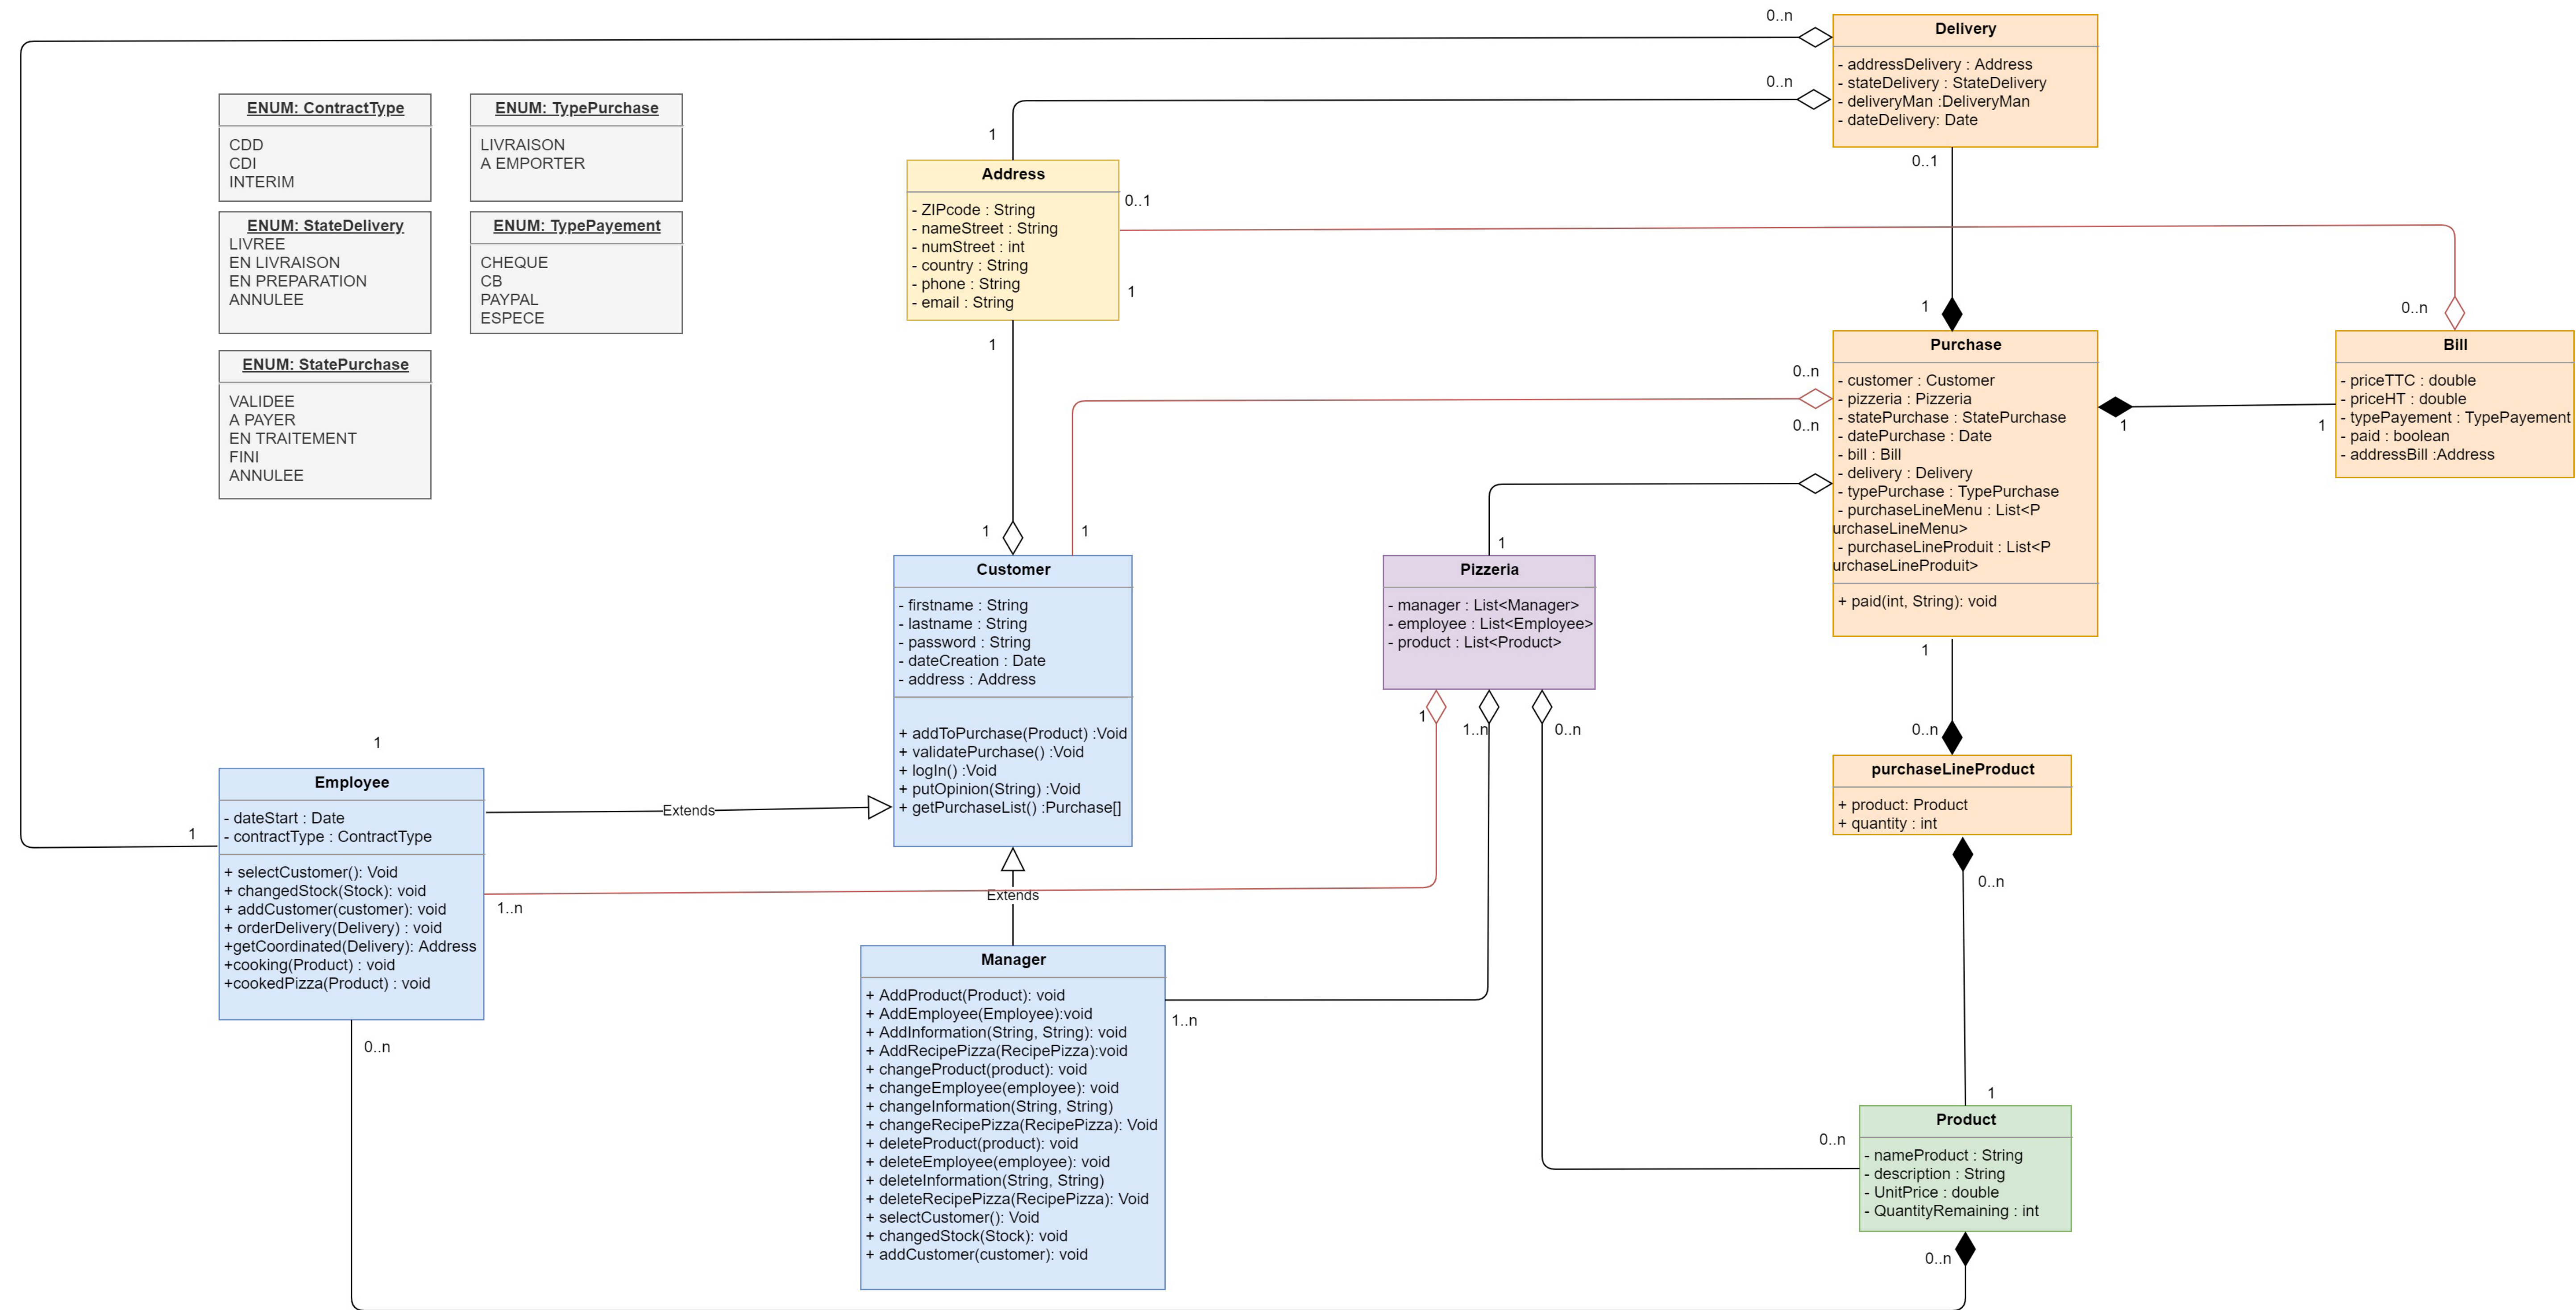 0..n
Delivery
- addressDelivery : Address
- stateDelivery : StateDelivery
- deliveryMan :DeliveryMan
- dateDelivery: Date
0..n
1
0..1
ENUM: ContractType
CDD
CDI
INTERIM
ENUM: TypePurchase
LIVRAISON
A EMPORTER
ENUM: StateDelivery
LIVREE
EN LIVRAISON
EN PREPARATION
ANNULEE
ENUM: TypePayement
CHEQUE
CB
PAYPAL
ESPECE
ENUM: StatePurchase
VALIDEE
A PAYER
EN TRAITEMENT
FINI
ANNULEE
Address
- ZIPcode : String
- nameStreet : String
- numStreet : int
- country : String
- phone : String
- email : String
0..1
1
1
1
0..n
Purchase
- customer : Customer
- pizzeria : Pizzeria
- statePurchase : StatePurchase
- datePurchase : Date
- bill : Bill
- delivery : Delivery
- typePurchase : TypePurchase
- purchaseLineMenu : List<P
urchaseLineMenu>
- purchaseLineProduit : List<P
urchaseLineProduit>
+ paid(int, String): void
0..n
0..n
1
1
Bill
- priceTTC : double
- priceHT : double
- typePayement : TypePayement
- paid : boolean
- addressBill :Address
1
1
1
Customer
- firstname : String
- lastname : String
- password : String
- dateCreation : Date
- address : Address
+ addToPurchase(Product) :Void
+ validatePurchase() :Void
+ logIn() :Void
+ putOpinion(String) :Void
+ getPurchaseList() :Purchase[]
Pizzeria
- manager : List<Manager>
- employee : List<Employee>
- product : List<Product>
1
1..n
0..n
1
0..n
purchaseLineProduct
+ product: Product
+ quantity : int
0..n
1
1
Employee
- dateStart : Date
- contractType : ContractType
+ selectCustomer(): Void
+ changedStock(Stock): void
+ addCustomer(customer): void
+ orderDelivery(Delivery) : void
+getCoordinated(Delivery): Address
+cooking(Product) : void
+cookedPizza(Product) : void
Extends
Extends
1..n
0..n
Manager
+ AddProduct(Product): void
+ AddEmployee(Employee):void
+ AddInformation(String, String): void
+ AddRecipePizza(RecipePizza):void
+ changeProduct(product): void
+ changeEmployee(employee): void
+ changeInformation(String, String)
+ changeRecipePizza(RecipePizza): Void
+ deleteProduct(product): void
+ deleteEmployee(employee): void
+ deleteInformation(String, String)
+ deleteRecipePizza(RecipePizza): Void
+ selectCustomer(): Void
+ changedStock(Stock): void
+ addCustomer(customer): void
1..n
1
0..n
Product
- nameProduct : String
- description : String
- UnitPrice : double
- QuantityRemaining : int
0..n